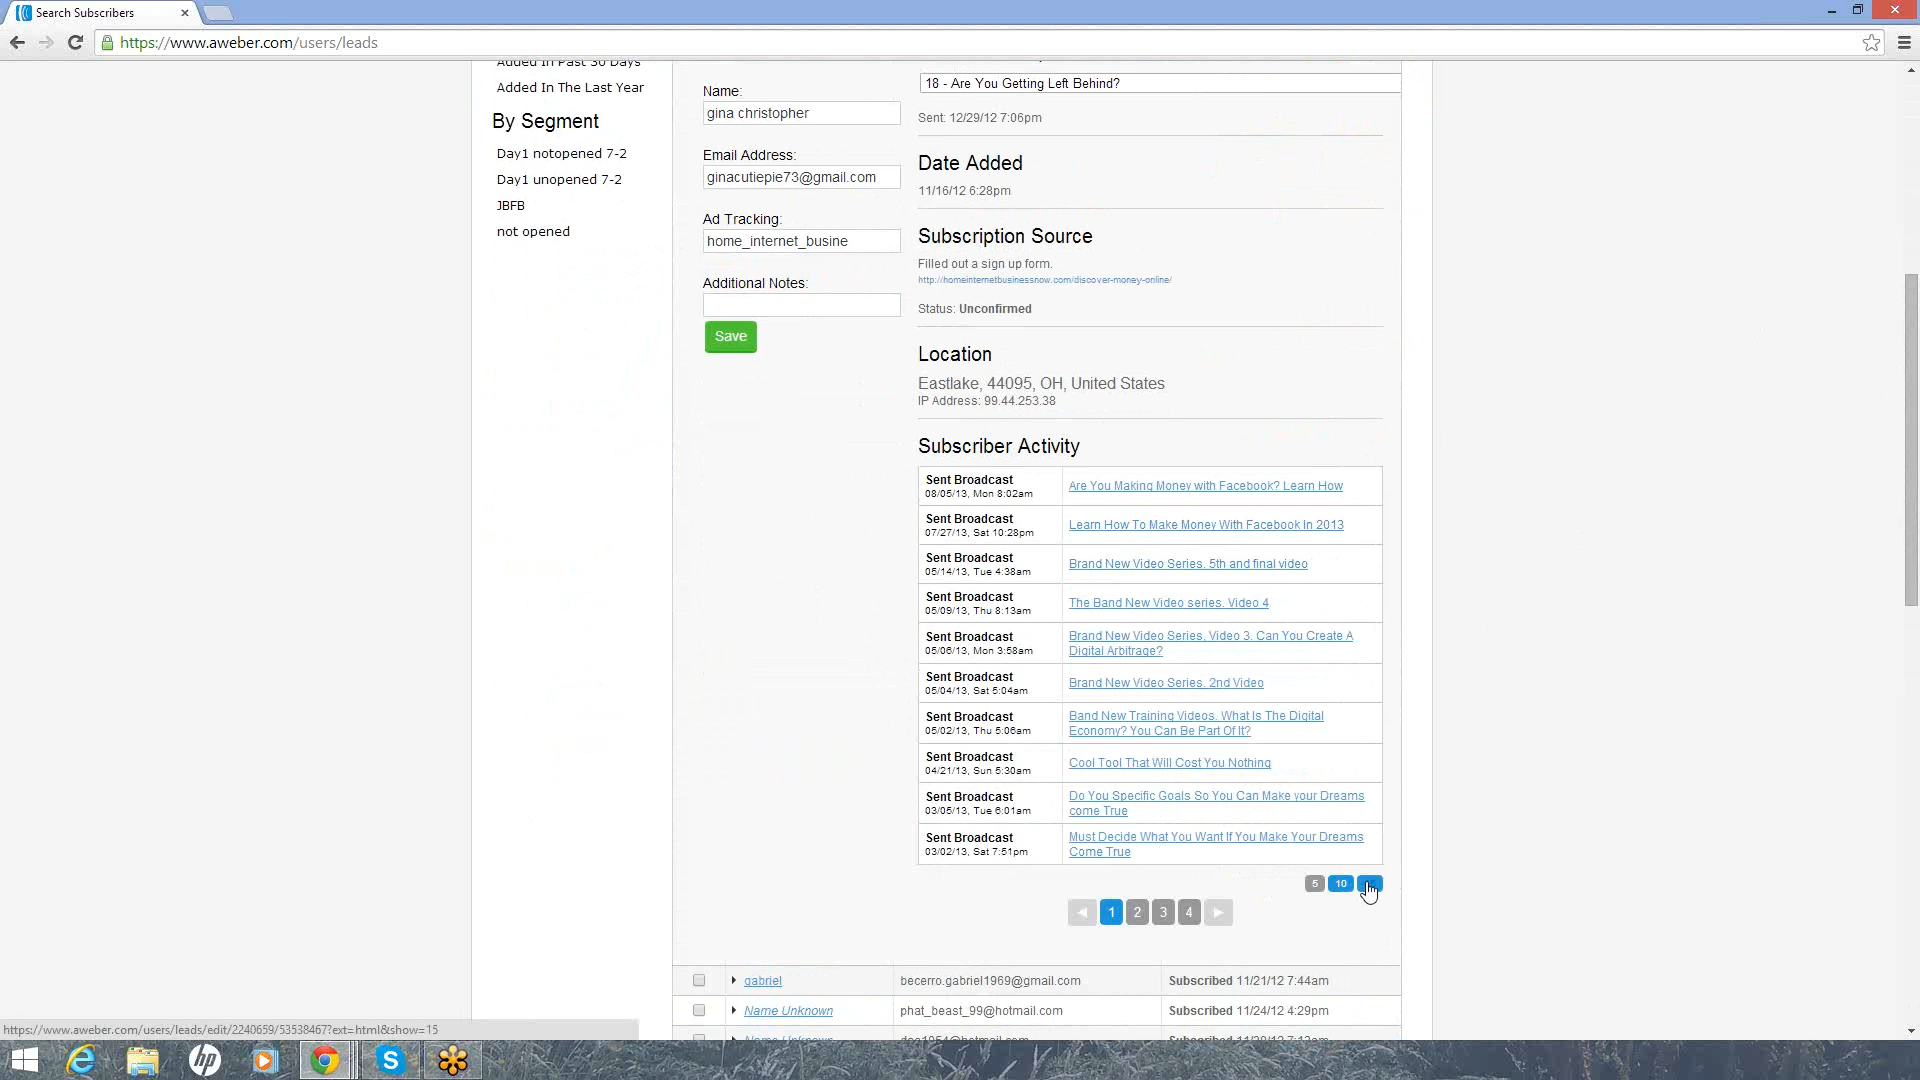 Search Subscribers
https://www.aweber.com/users/leads
Added In Past 30 Days
Added In The Last Year
By Segment
Day1 notopened 7-2
Day1 unopened 7-2
JBFB
not opened
Name:
gina christopher
Email Address:
ginacutiepie73@gmail.com
Ad Tracking:
home_internet_busine
Additional Notes:
Save
18 - Are You Getting Left Behind?
Sent: 12/29/12 7:06pm
Date Added
11/16/12 6:28pm
Subscription Source
Filled out a sign up form.
http://homeinternetbusinessnow.com/discover-money-online/
Status: Unconfirmed
Location
Eastlake, 44095, OH, United States
IP Address: 99.44.253.38
Subscriber Activity
Sent Broadcast
08/05/13, Mon 8:02am
Are You Making Money with Facebook? Learn How
Sent Broadcast
07/27/13, Sat 10:28pm
Learn How To Make Money With Facebook In 2013
Sent Broadcast
05/14/13, Tue 4:38am
Brand New Video Series. 5th and final video
Sent Broadcast
05/09/13, Thu 8:13am
The Band New Video series. Video 4
Sent Broadcast
05/06/13, Mon 3:58am
Brand New Video Series, Video 3. Can You Create A
Digital Arbitrage?
Sent Broadcast
05/04/13, Sat 5:04am
Brand New Video Series. 2nd Video
Sent Broadcast
05/02/13, Thu 5:06am
Band New Training Videos. What Is The Digital
Economy? You Can Be Part Of It?
Sent Broadcast
04/21/13, Sun 5:30am
Cool Tool That Will Cost You Nothing
Sent Broadcast
03/05/13, Tue 6:01am
Do You Specific Goals So You Can Make your Dreams
come True
Sent Broadcast
03/02/13, Sat 7:51pm
Must Decide What You Want If You Make Your Dreams
Come True
5 10
1 2 3 4
gabriel becerro.gabriel1969@gmail.com Subscribed 11/21/12 7:44am
Name Unknown phat_beast_99@hotmail.com Subscribed 11/24/12 4:29pm
https://www.aweber.com/users/leads/edit/2240659/53538467?ext=html&show=15
hp